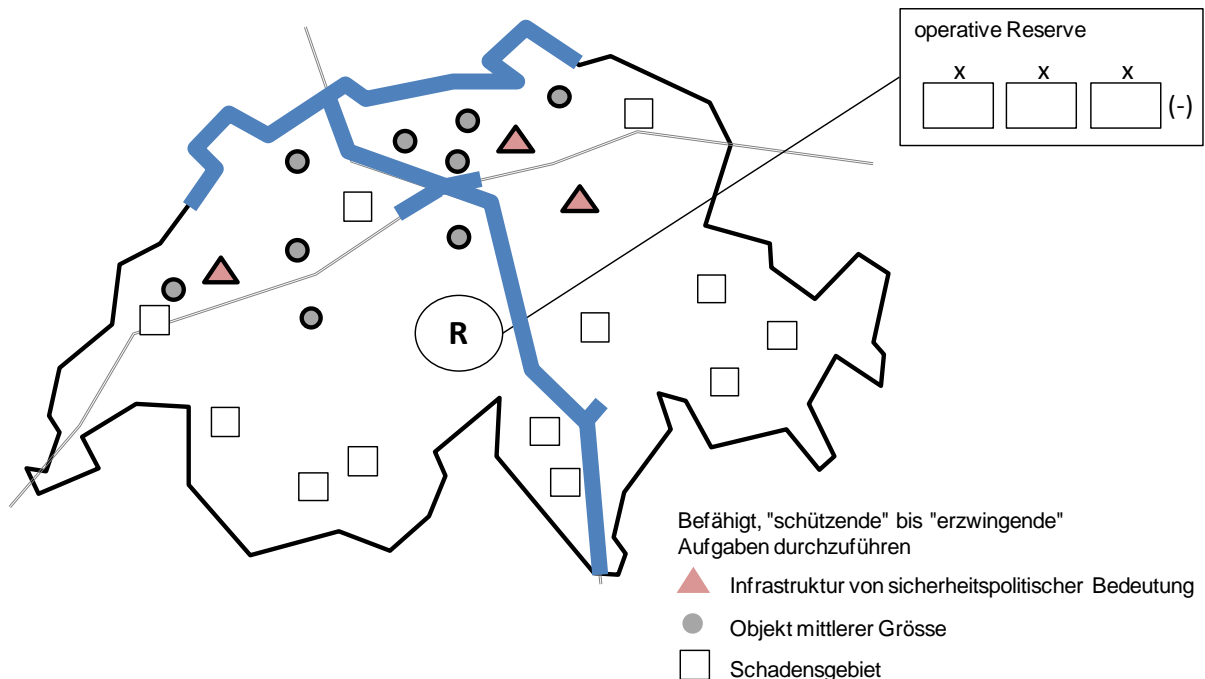 operative Reserve
x x x
(-)
R
Befähigt, "schützende" bis "erzwingende"
Aufgaben durchzuführen
Infrastruktur von sicherheitspolitischer Bedeutung
Objekt mittlerer Grösse
Schadensgebiet